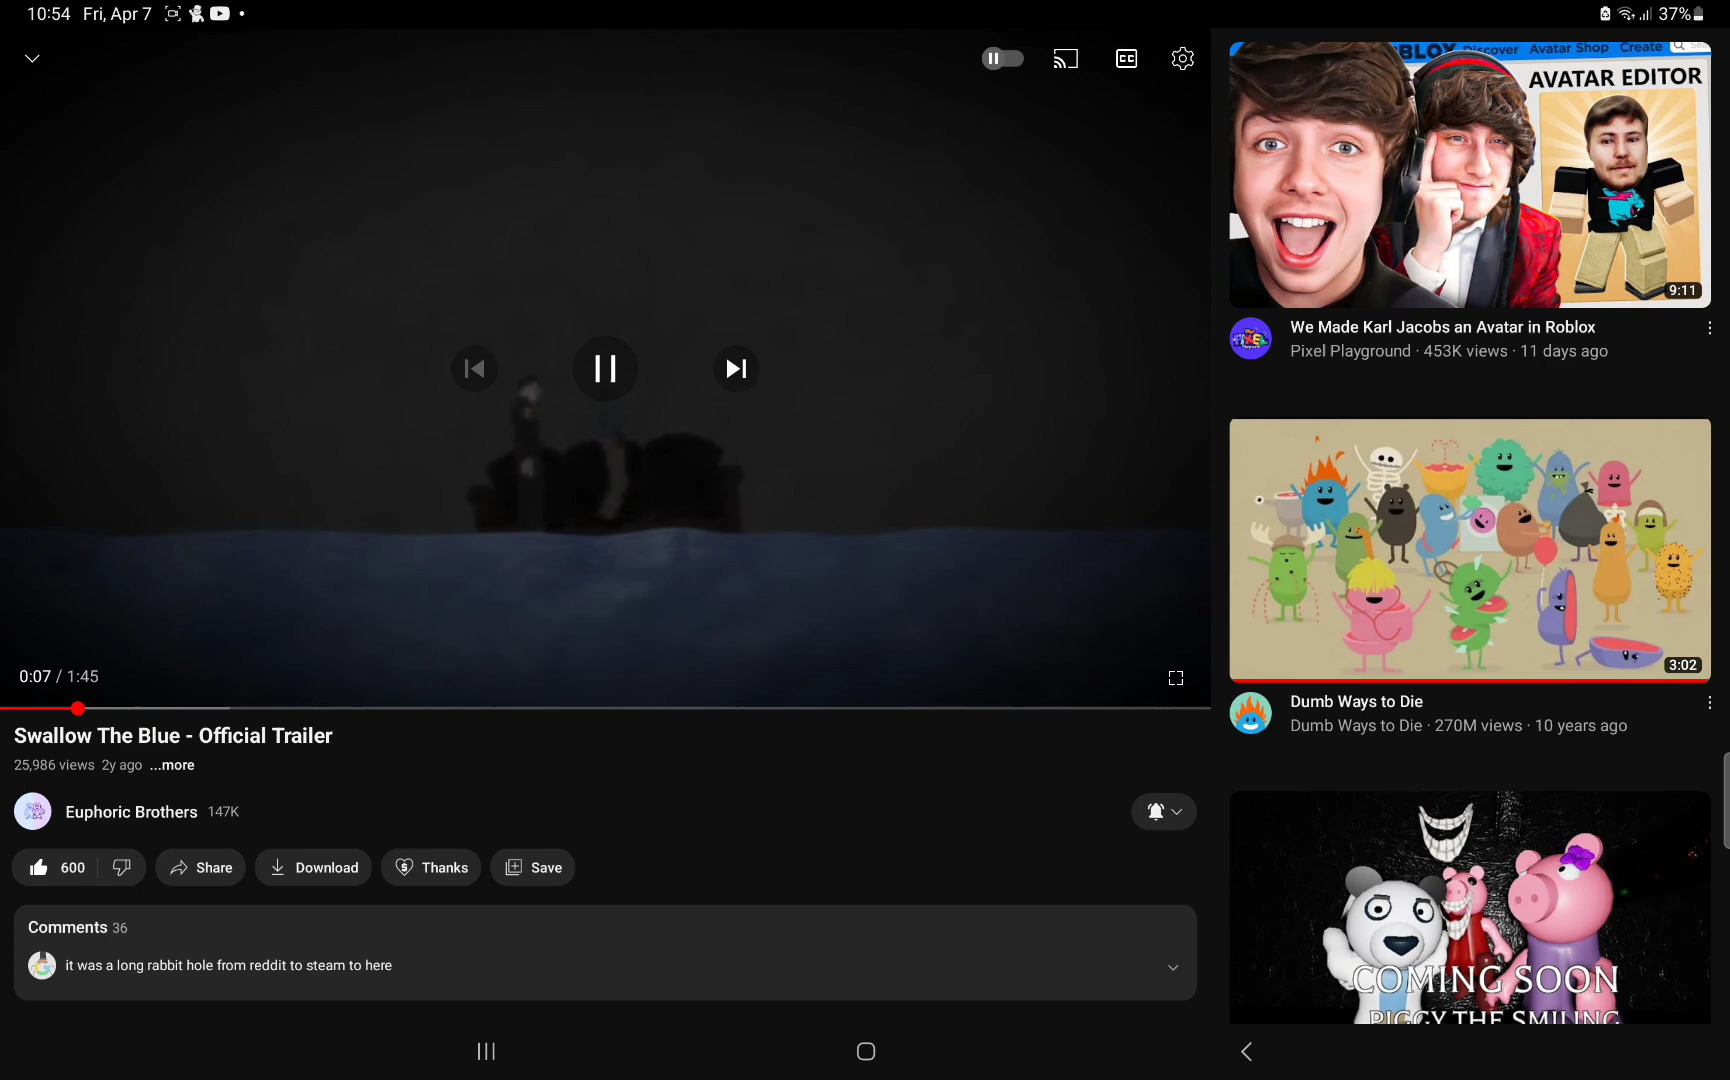 10:54 Fri, Apr 7
37%
BLOX Discover Avatar Shop Create
AVATAR EDITOR
9:11
We Made Karl Jacobs an Avatar in Roblox
Pixel Playground · 453K views · 11 days ago
3:02
Dumb Ways to Die
Dumb Ways to Die · 270M views · 10 years ago
COMING SOON
PIGGY THE SMILING
0:07 / 1:45
Swallow The Blue - Official Trailer
25,986 views 2y ago ...more
Euphoric Brothers 147K
600 Share Download Thanks Save
Comments 36
it was a long rabbit hole from reddit to steam to here